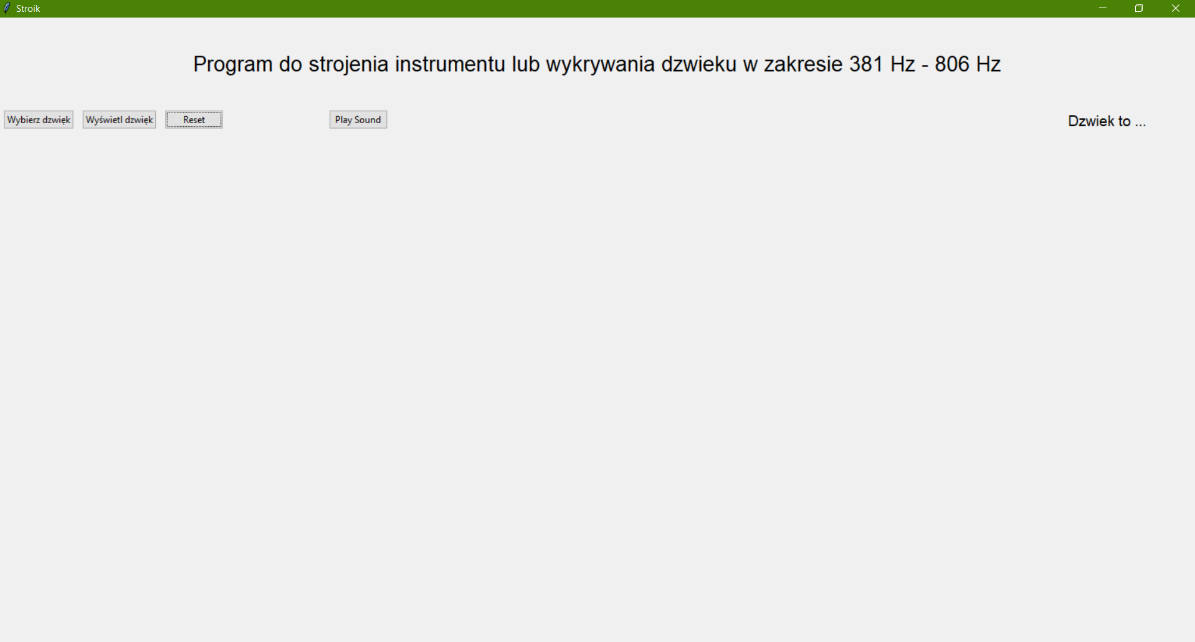 Stroik
Program do strojenia instrumentu lub wykrywania dzwieku w zakresie 381 Hz - 806 Hz
Wybierz dzwięk Wyświetl dzwięk Reset Play Sound Dzwiek to ...